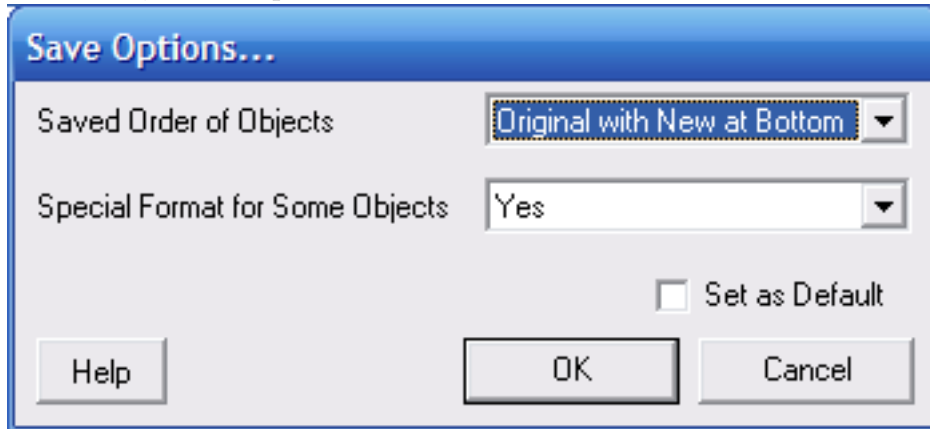 Save Options...
Saved Order of Objects Original with New at Bottom
Special Format for Some Objects Yes
Set as Default
Help OK Cancel